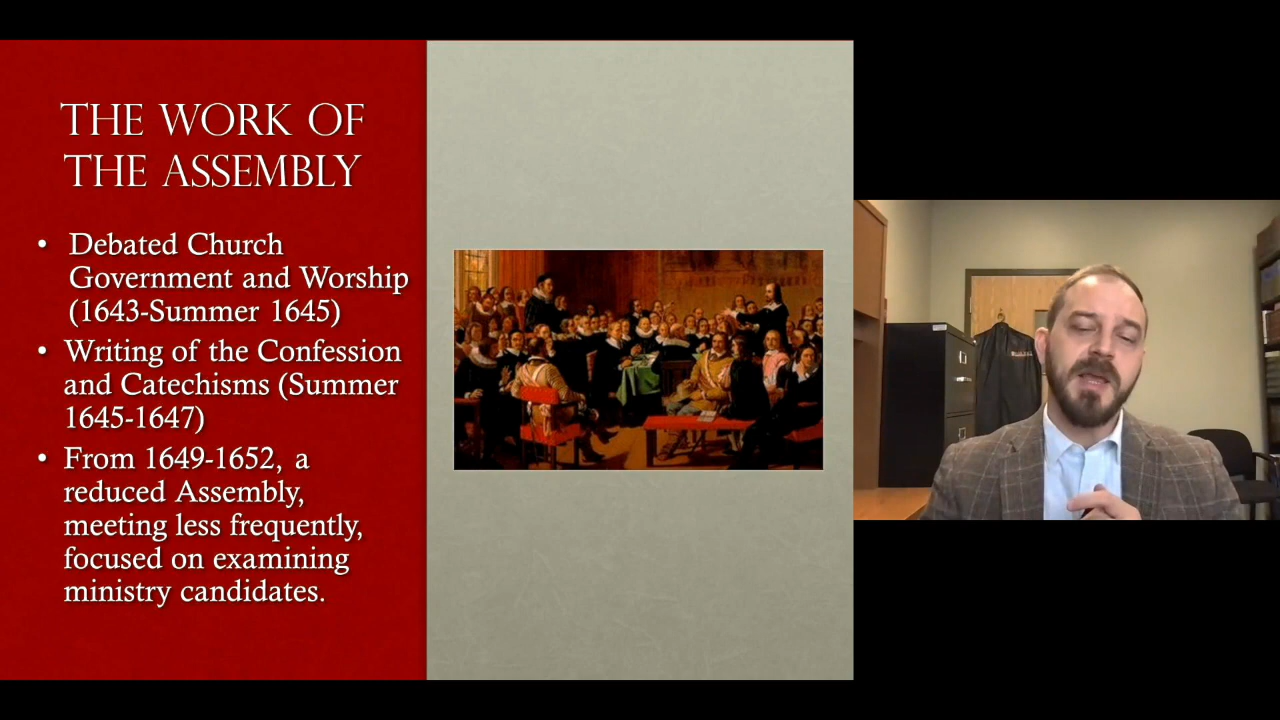 THE WORK OF
THE ASSEMBLY
• Debated Church
Government and Worship
(1643-Summer 1645)
• Writing of the Confession
and Catechisms (Summer
1645-1647)
• From 1649-1652, a
reduced Assembly,
meeting less frequently,
focused on examining
ministry candidates.